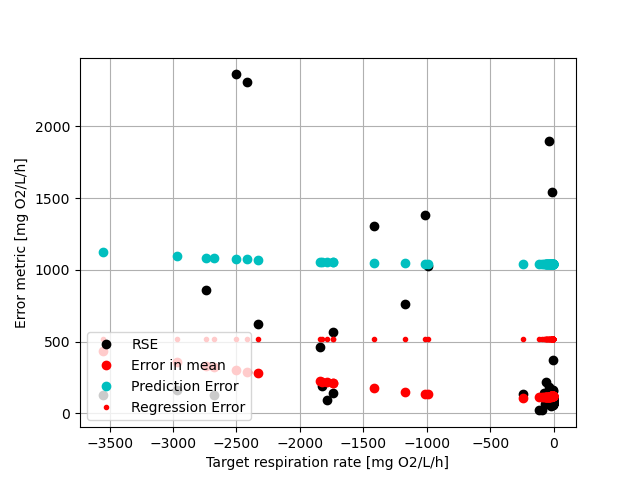 2000
1500
1000
500
0
Error metric [mg O2/L/h]
RSE
Error in mean
Predicion Error
Regression Error
−3500 −3000 −2500 −2000 −1500 −1000 −500 0
Target respiration rate [mg O2/L/h]